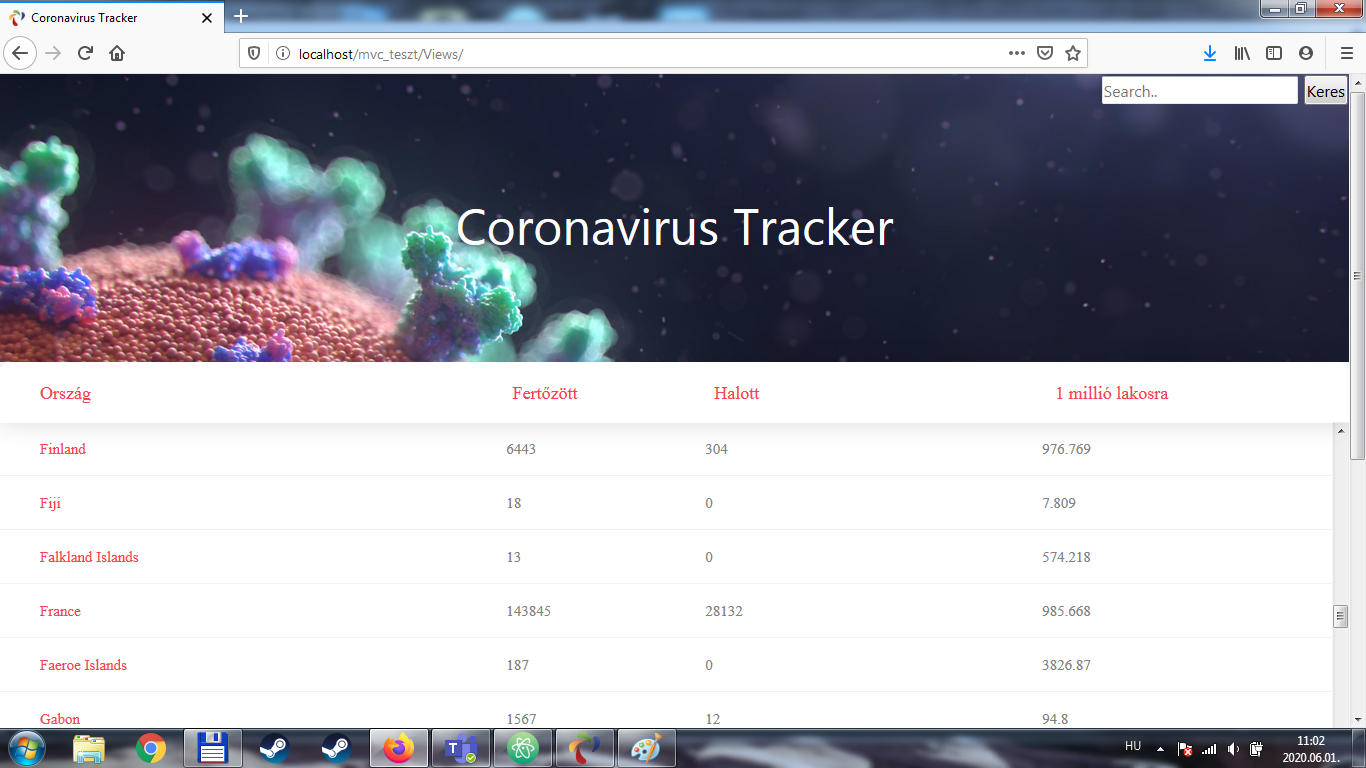 Coronavirus Tracker
localhost/mvc_teszt/Views/
Search..
Keres
Coronavirus Tracker
Ország Fertőzött Halott 1 millió lakosra
Finland 6443 304 976.769
Fiji 18 0 7.809
Falkland Islands 13 0 574.218
France 143845 28132 985.668
Faeroe Islands 187 0 3826.87
Gabon 1567 12 94.8
HU
11:02
2020.06.01.